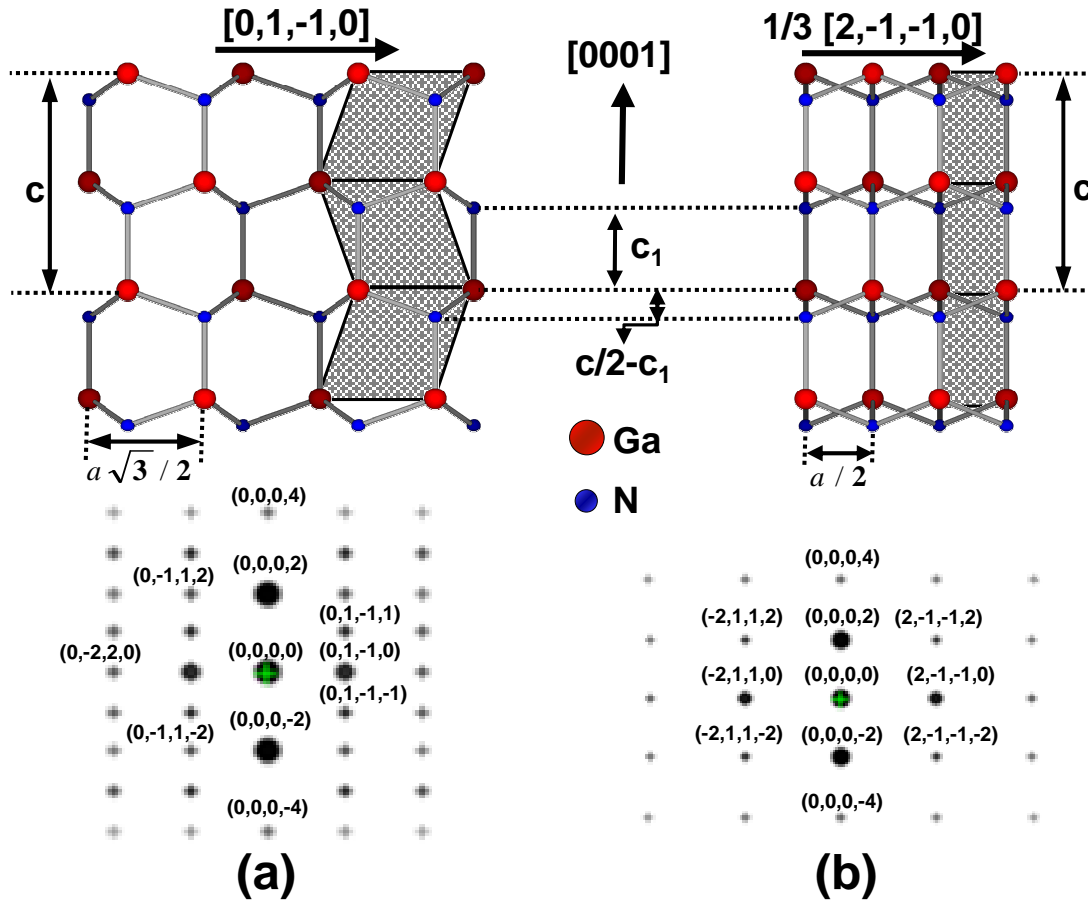 [0,1,-1,0]
1/3 [2,-1,-1,0]
[0001]
c
c
c₁
c/2-c₁
Ga
N
a √3 / 2
a / 2
(0,0,0,4)
(0,-1,1,2)
(0,0,0,2)
(0,1,-1,1)
(0,-2,2,0)
(0,0,0,0)
(0,1,-1,0)
(0,1,-1,-1)
(0,-1,1,-2)
(0,0,0,-2)
(0,0,0,-4)
(a)
(0,0,0,4)
(-2,1,1,2)
(0,0,0,2)
(2,-1,-1,2)
(-2,1,1,0)
(0,0,0,0)
(2,-1,-1,0)
(-2,1,1,-2)
(0,0,0,-2)
(2,-1,-1,-2)
(0,0,0,-4)
(b)